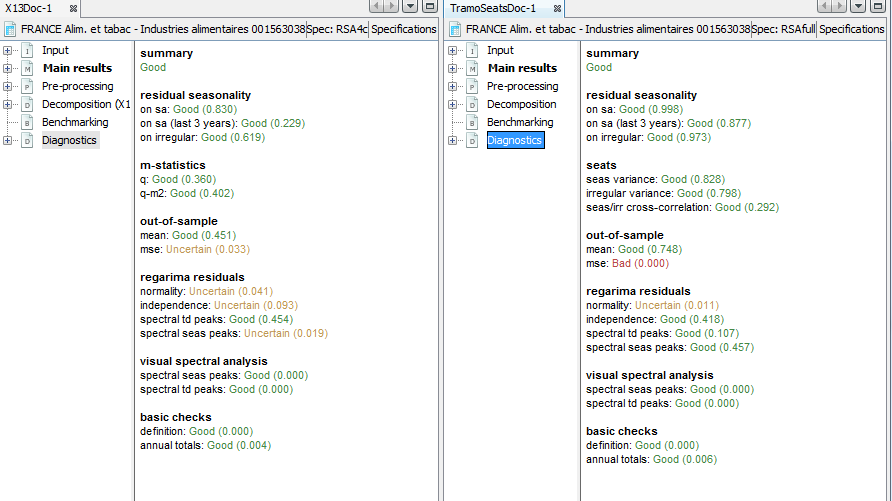 X13Doc-1
FRANCE Alim. et tabac - Industries alimentaires 001563038 Spec: RSA4c Specifications
Input
Main results
Pre-processing
Decomposition (X1
Benchmarking
Diagnostics
summary
Good
residual seasonality
on sa: Good (0.830)
on sa (last 3 years): Good (0.229)
on irregular: Good (0.619)
m-statistics
q: Good (0.360)
q-m2: Good (0.402)
out-of-sample
mean: Good (0.451)
mse: Uncertain (0.033)
regarima residuals
normality: Uncertain (0.041)
independence: Uncertain (0.093)
spectral td peaks: Good (0.454)
spectral seas peaks: Uncertain (0.019)
visual spectral analysis
spectral seas peaks: Good (0.000)
spectral td peaks: Good (0.000)
basic checks
definition: Good (0.000)
annual totals: Good (0.004)
TramoSeatsDoc-1
FRANCE Alim. et tabac - Industries alimentaires 001563038 Spec: RSAfull Specifications
Input
Main results
Pre-processing
Decomposition
Benchmarking
Diagnostics
summary
Good
residual seasonality
on sa: Good (0.998)
on sa (last 3 years): Good (0.877)
on irregular: Good (0.973)
seats
seas variance: Good (0.828)
irregular variance: Good (0.798)
seas/irr cross-correlation: Good (0.292)
out-of-sample
mean: Good (0.748)
mse: Bad (0.000)
regarima residuals
normality: Uncertain (0.011)
independence: Good (0.418)
spectral td peaks: Good (0.107)
spectral seas peaks: Good (0.457)
visual spectral analysis
spectral seas peaks: Good (0.000)
spectral td peaks: Good (0.000)
basic checks
definition: Good (0.000)
annual totals: Good (0.006)